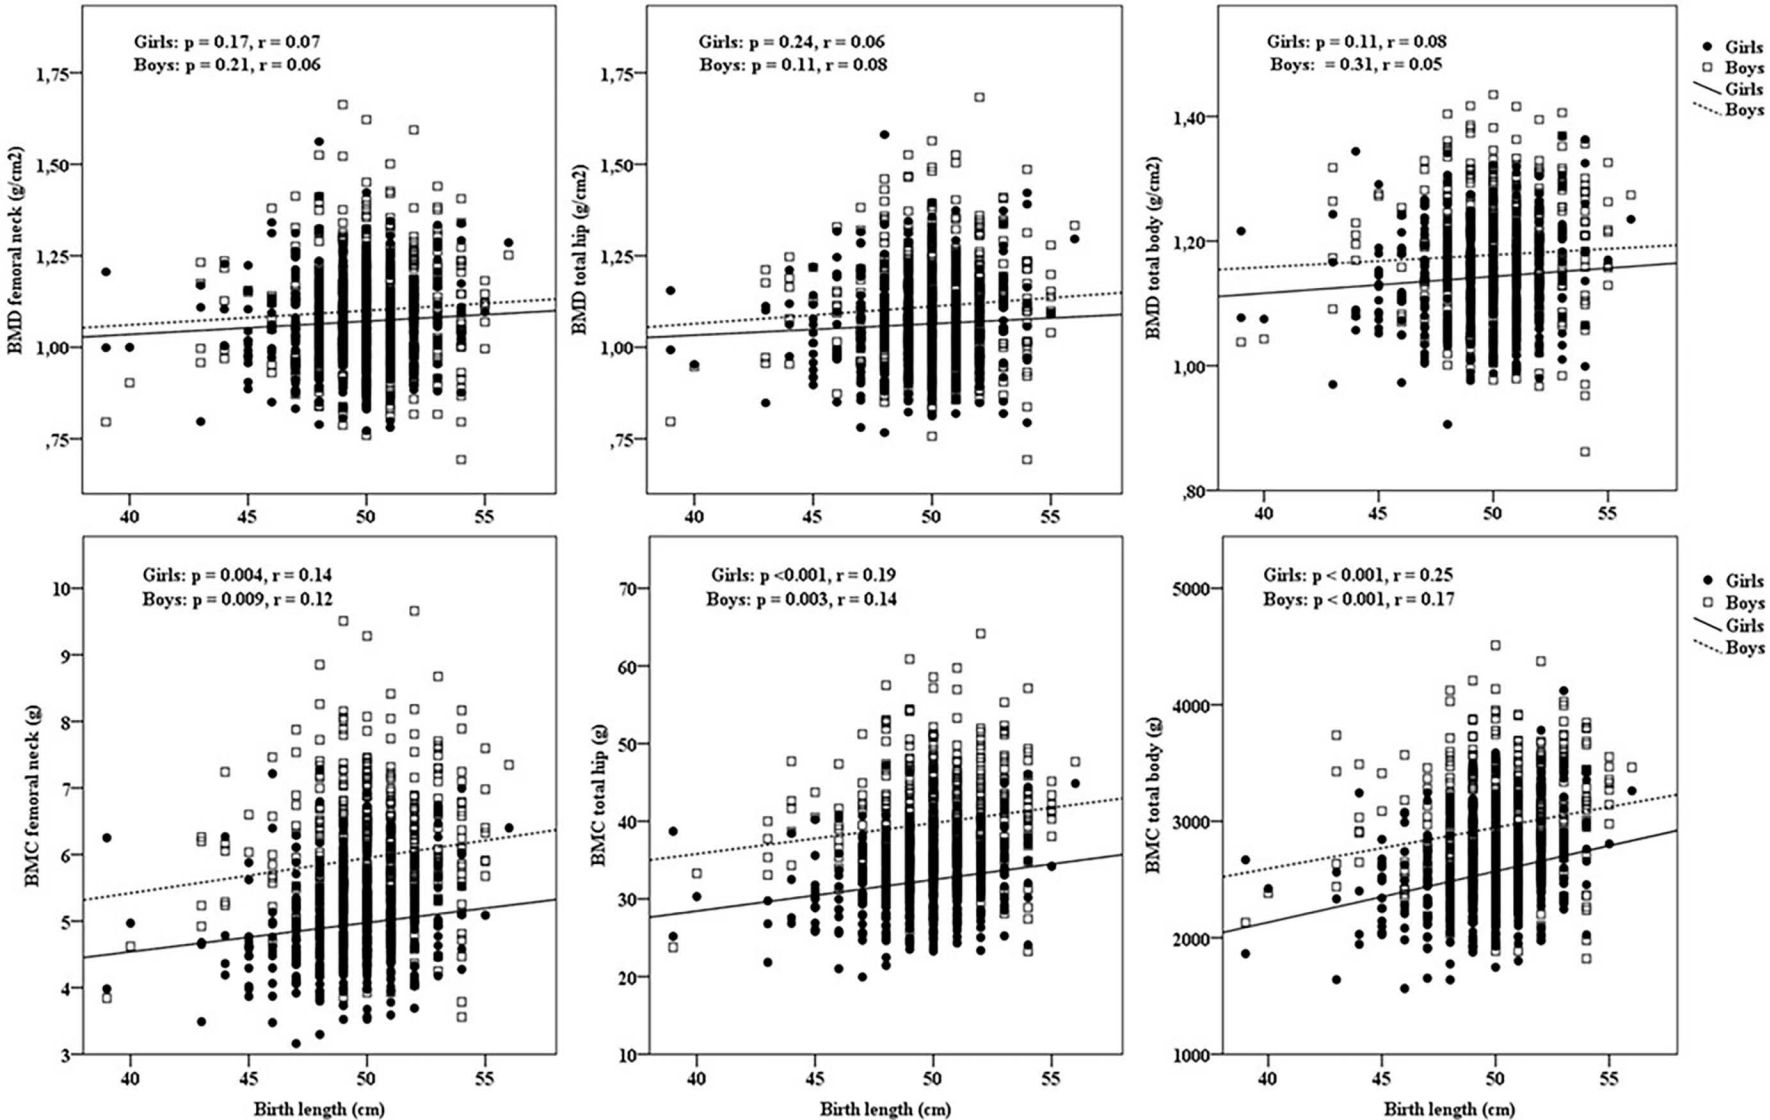 Girls: p = 0.17, r = 0.07
Boys: p = 0.21, r = 0.06
1,75
1,50
1,25
1,00
,75
BMD femoral neck (g/cm2)
40 45 50 55
Girls: p = 0.24, r = 0.06
Boys: p = 0.11, r = 0.08
1,75
1,50
1,25
1,00
,75
BMD total hip (g/cm2)
40 45 50 55
Girls: p = 0.11, r = 0.08
Boys: = 0.31, r = 0.05
1,40
1,20
1,00
,80
BMD total body (g/cm2)
40 45 50 55
Girls
Boys
Girls
Boys
Girls: p = 0.004, r = 0.14
Boys: p = 0.009, r = 0.12
10
9
8
7
6
5
4
3
BMC femoral neck (g)
40 45 50 55
Birth length (cm)
Girls: p <0.001, r = 0.19
Boys: p = 0.003, r = 0.14
70
60
50
40
30
20
10
BMC total hip (g)
40 45 50 55
Birth length (cm)
Girls: p < 0.001, r = 0.25
Boys: p < 0.001, r = 0.17
5000
4000
3000
2000
1000
BMC total body (g)
40 45 50 55
Birth length (cm)
Girls
Boys
Girls
Boys